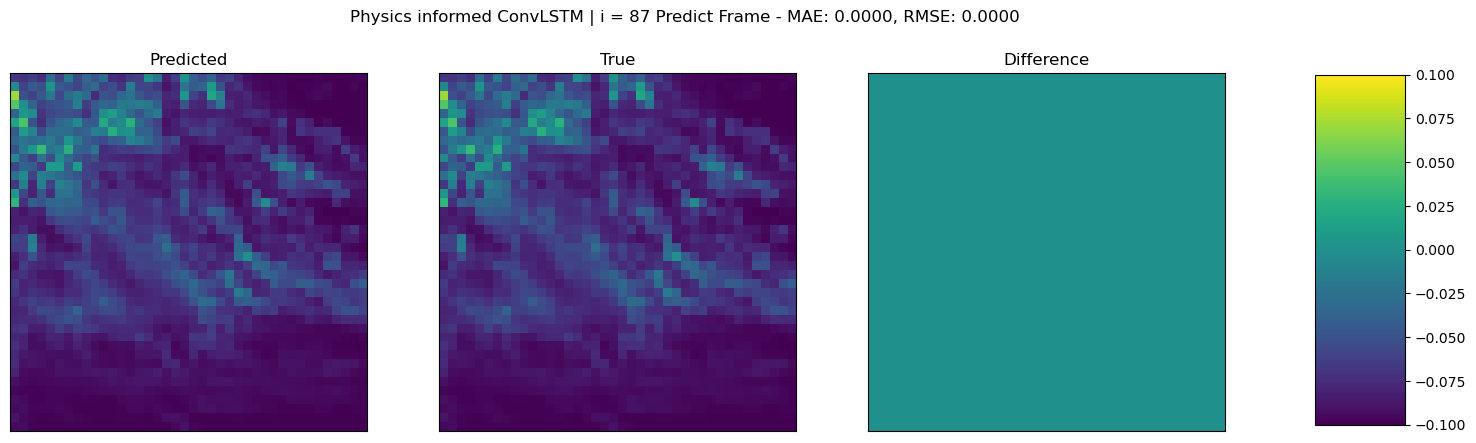 Physics informed ConvLSTM | i = 87 Predict Frame - MAE: 0.0000, RMSE: 0.0000
Predicted
True
Difference
0.100
0.075
0.050
0.025
0.000
−0.025
−0.050
−0.075
−0.100